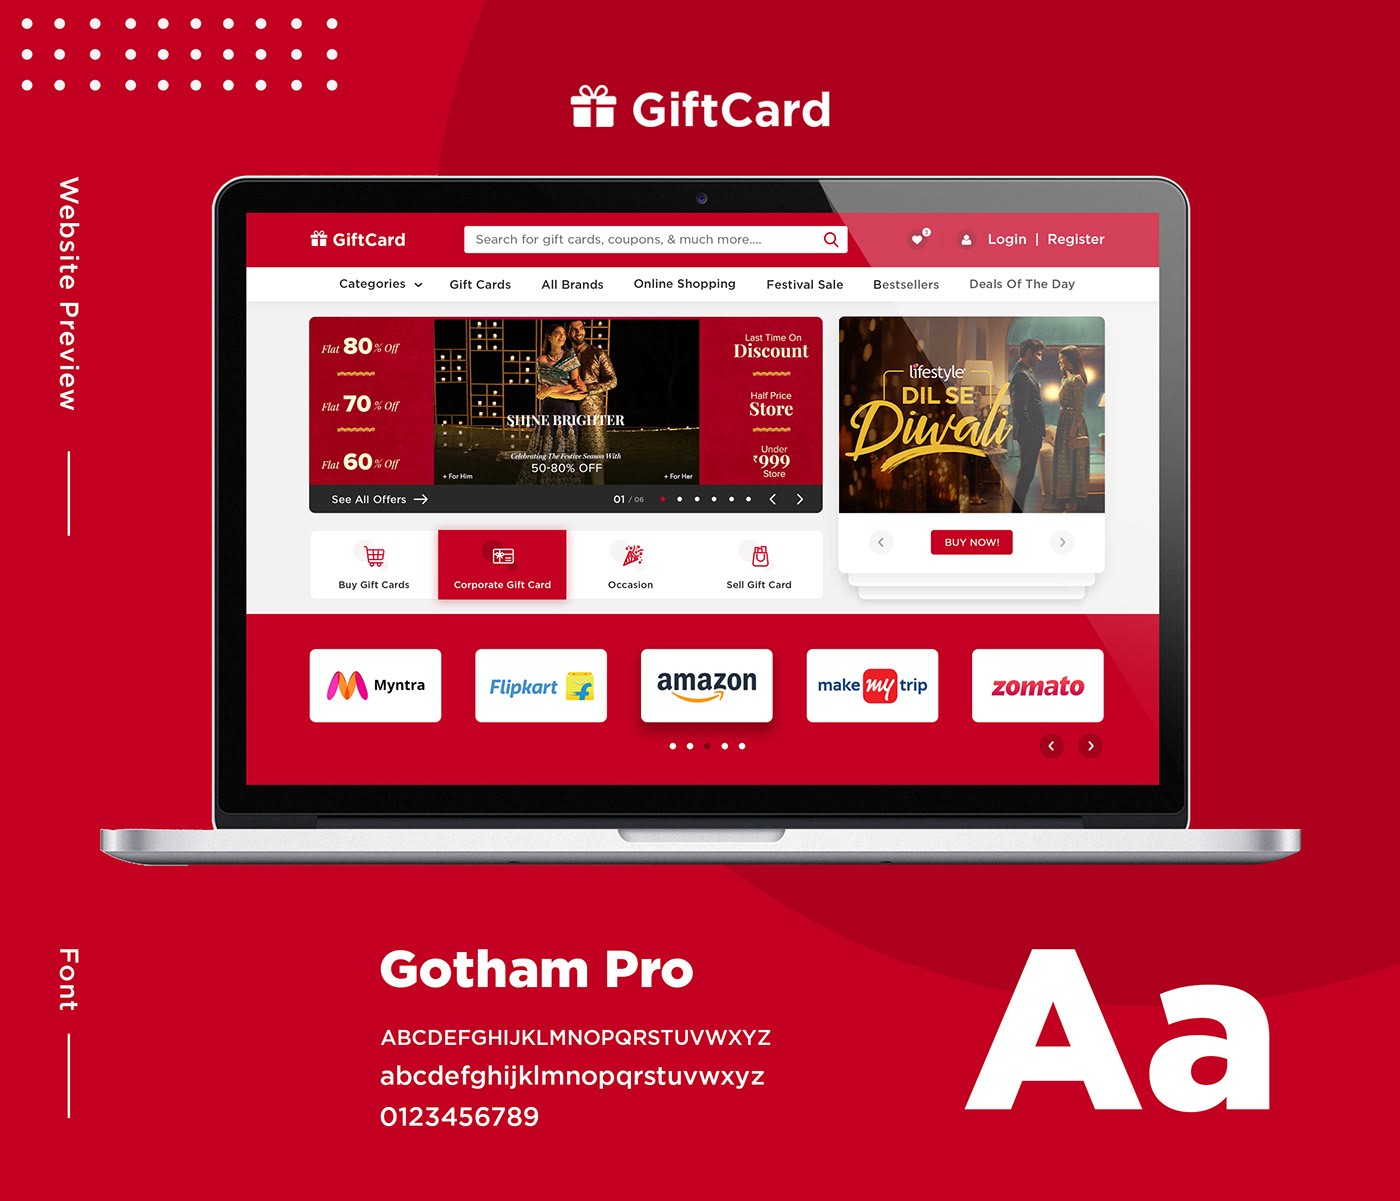 GiftCard
Website Preview
GiftCard
Search for gift cards, coupons, & much more....
1
Login | Register
Categories
Gift Cards
All Brands
Online Shopping
Festival Sale
Bestsellers
Deals Of The Day
Flat 80% Off
Flat 70% Off
Flat 60% Off
SHINE BRIGHTER
Celebrating The Festive Season With
50-80% OFF
+ For Him
+ For Her
Last Time On
Discount
Half Price
Store
Under
₹999
Store
See All Offers
01 / 06
lifestyle
DIL SE
Diwali
BUY NOW!
Buy Gift Cards
Corporate Gift Card
Occasion
Sell Gift Card
Myntra
Flipkart
amazon
make my trip
zomato
Font
Gotham Pro
ABCDEFGHIJKLMNOPQRSTUVWXYZ
abcdefghijklmnopqrstuvwxyz
0123456789
Aa